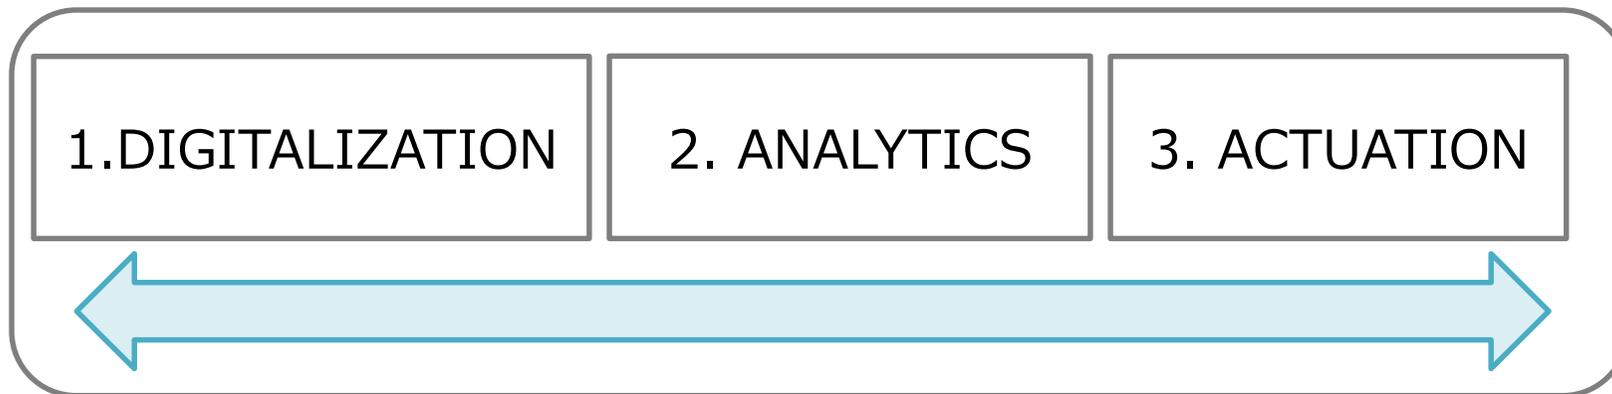 1.DIGITALIZATION
2. ANALYTICS
3. ACTUATION